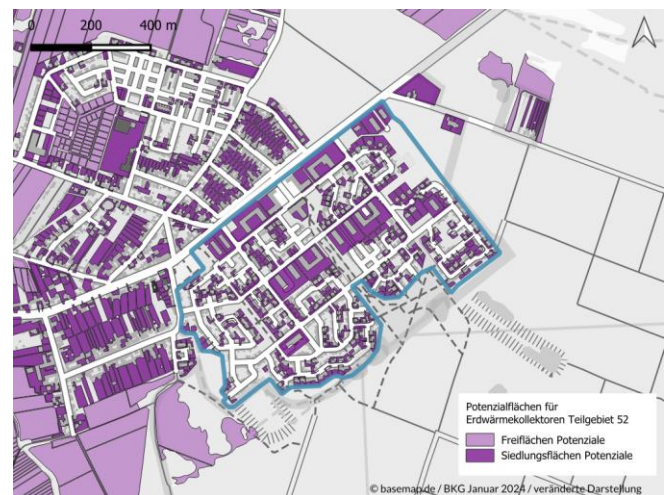 0 200 400 m
Potenzialflächen für
Erdwärmekollektoren Teilgebiet 52
Freiflächen Potenziale
Siedlungsflächen Potenziale
© basemap.de / BKG Januar 2024 / veränderte Darstellung